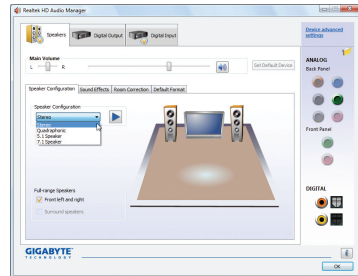 Realtek HD Audio Manager
Speakers
Digital Output
Digital Input
Device advanced settings
Main Volume
L
R
Set Default Device
ANALOG
Back Panel
Speaker Configuration
Sound Effects
Room Correction
Default Format
Speaker Configuration
Stereo
Stereo
Quadraphonic
5.1 Speaker
7.1 Speaker
Front Panel
Full-range Speakers
Front left and right
Surround speakers
DIGITAL
GIGABYTE
TECHNOLOGY
i
OK